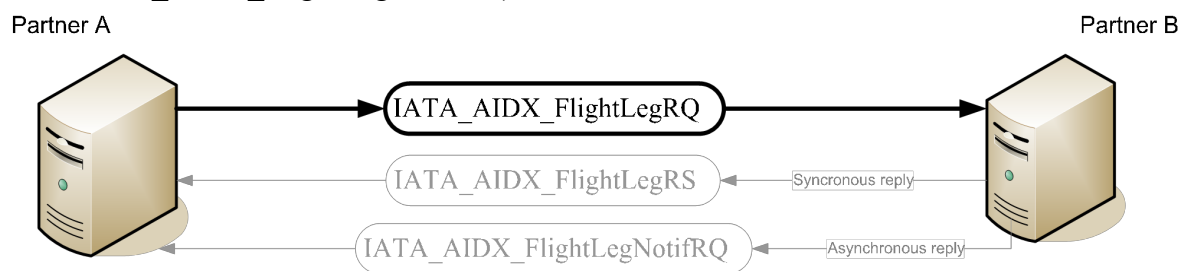 Partner A
Partner B
IATA_AIDX_FlightLegRQ
IATA_AIDX_FlightLegRS
Syncronous reply
IATA_AIDX_FlightLegNotifRQ
Asynchronous reply